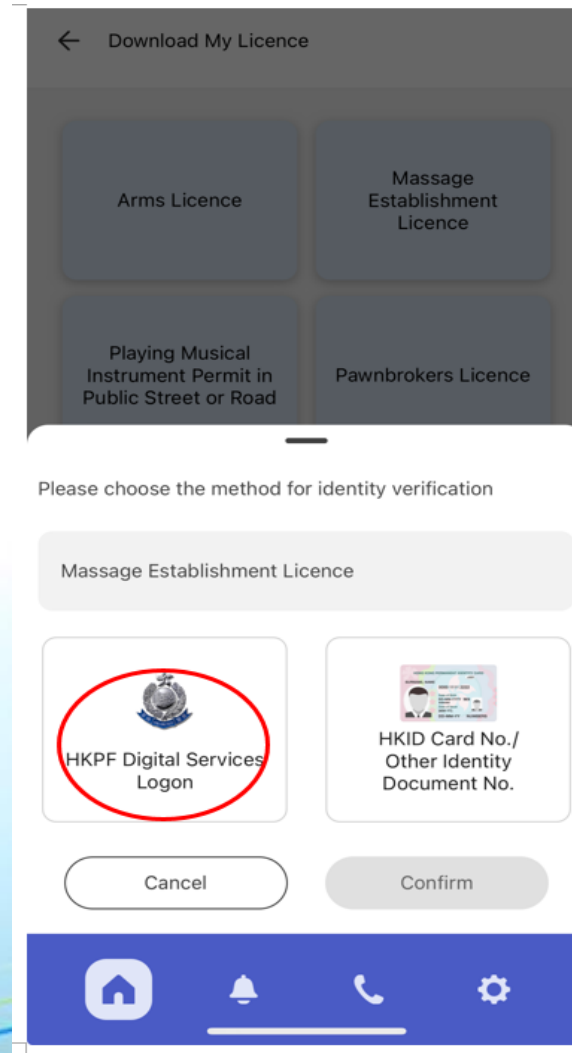 Download My Licence
Arms Licence
Massage
Establishment
Licence
Playing Musical
Instrument Permit in
Public Street or Road
Pawnbrokers Licence
Please choose the method for identity verification
Massage Establishment Licence
HKPF Digital Services
Logon
HKID Card No./
Other Identity
Document No.
Cancel
Confirm